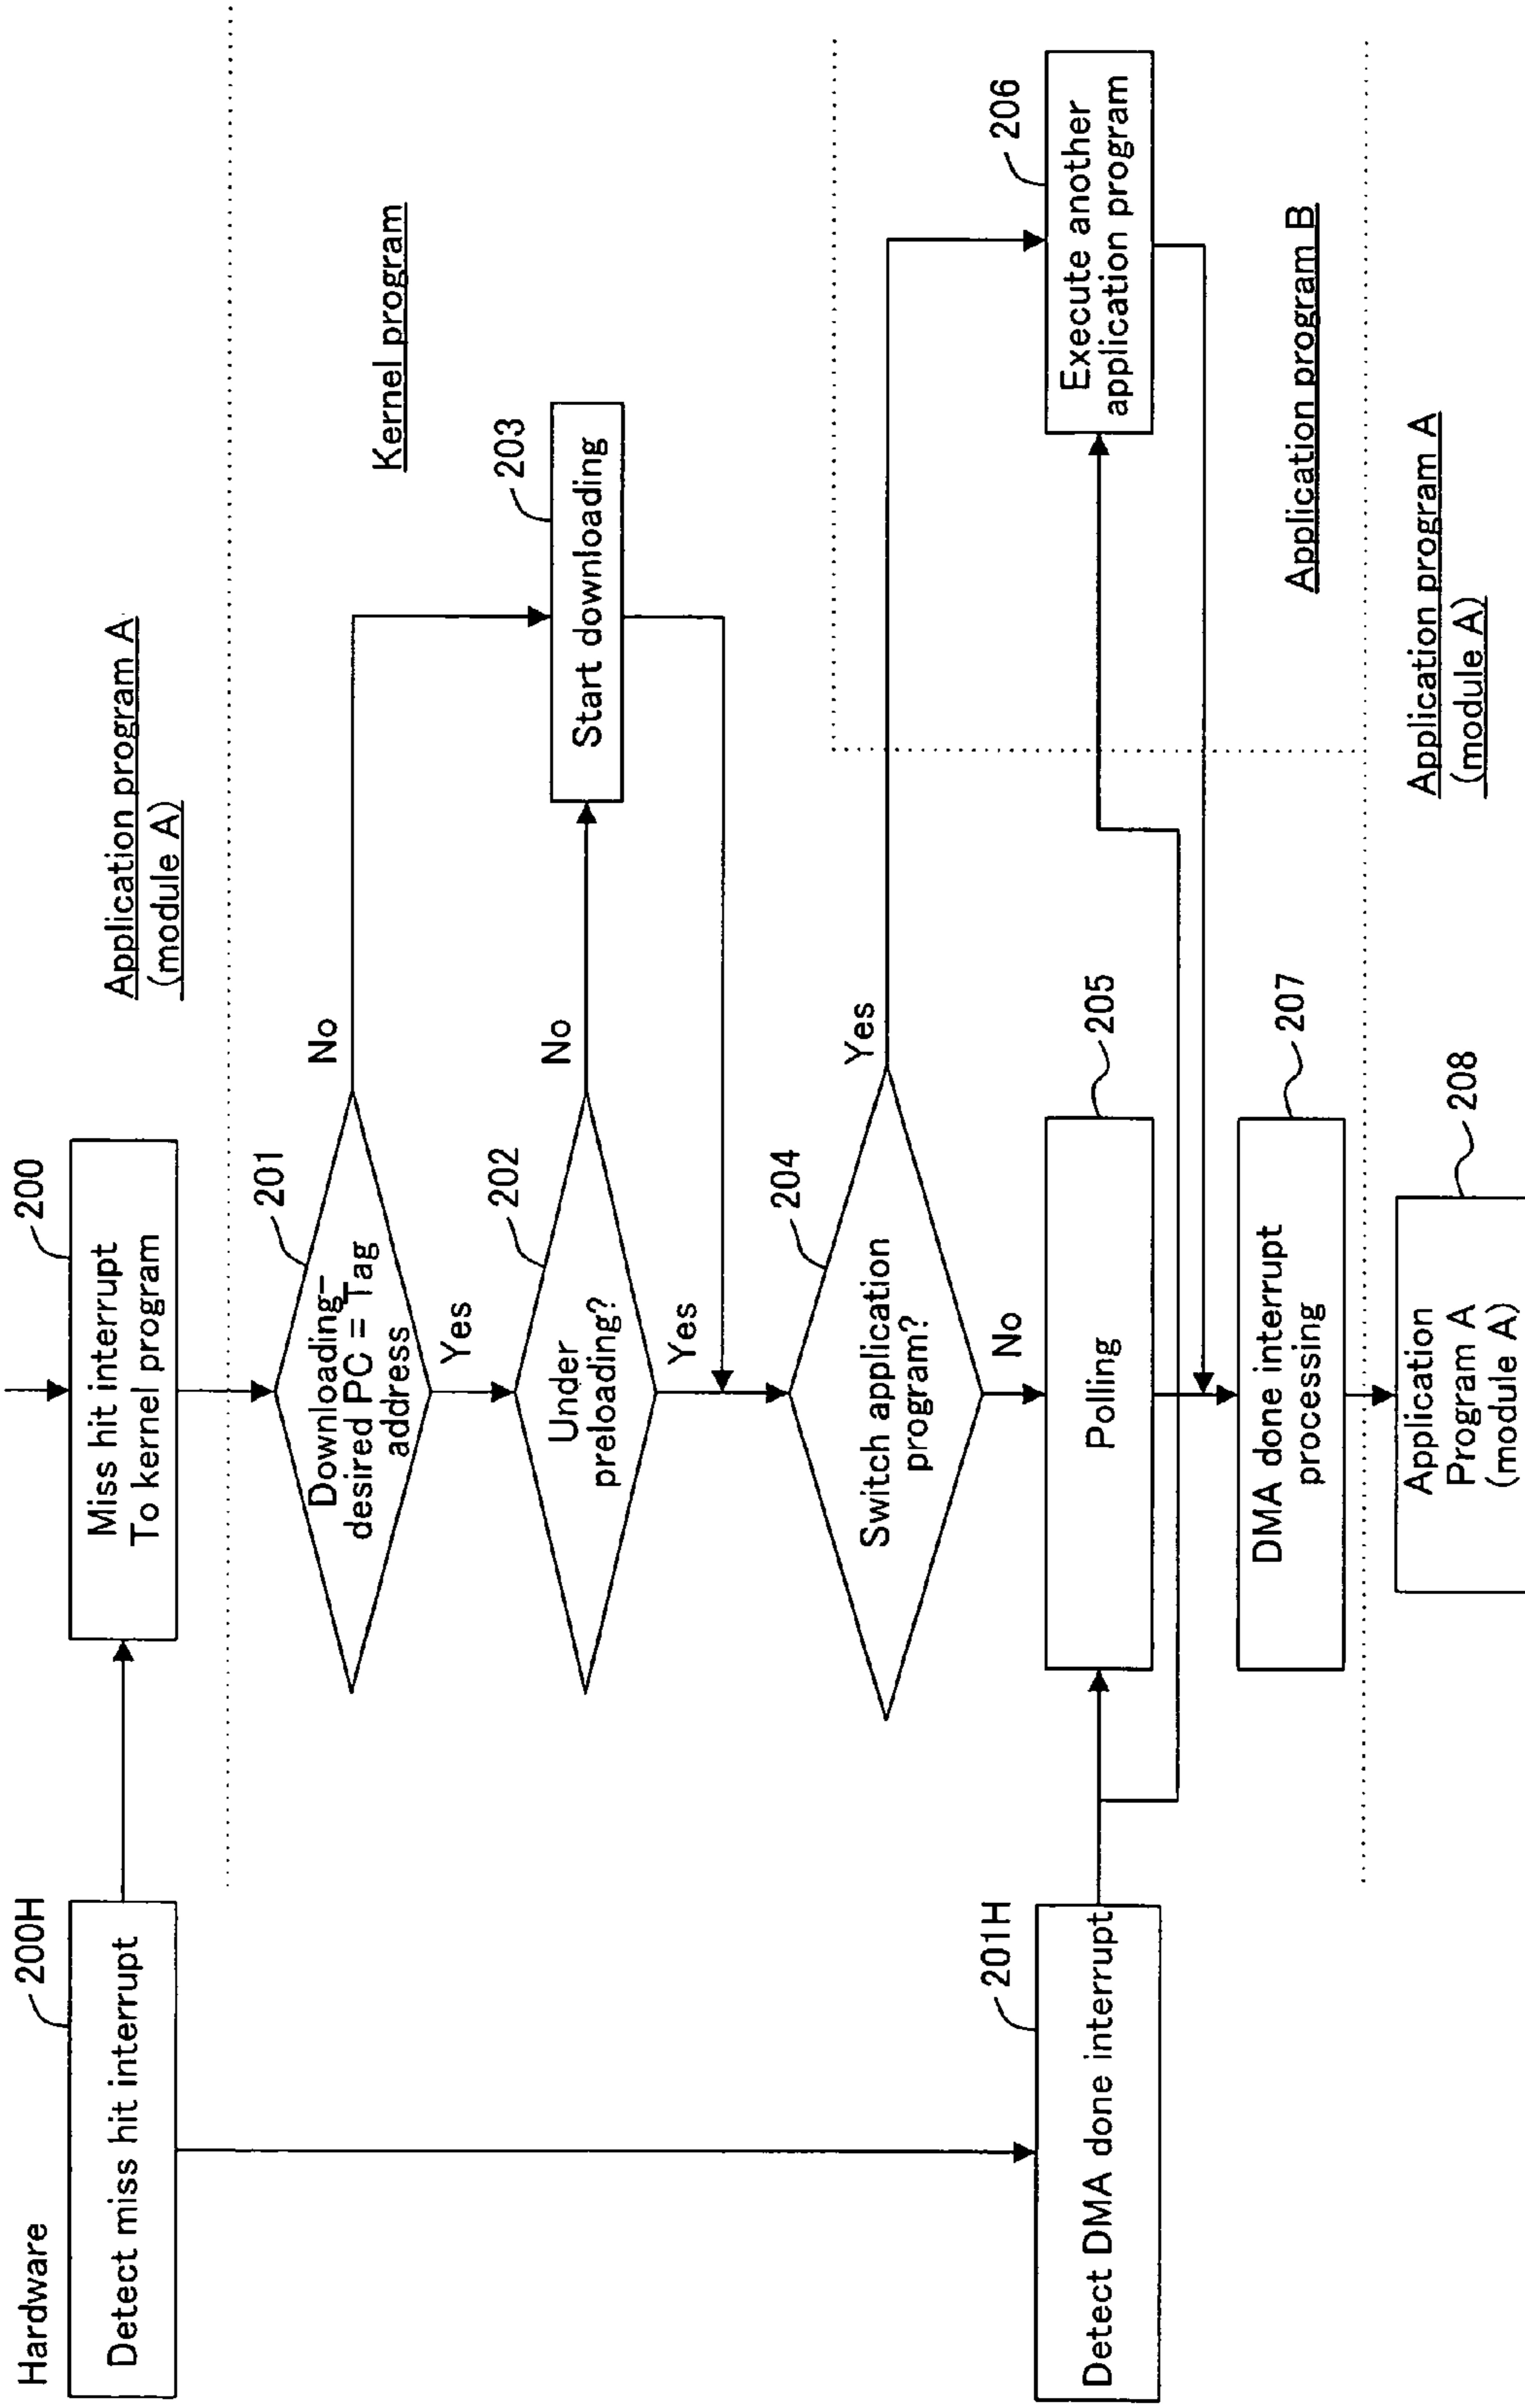 Hardware
200H
Detect miss hit interrupt
200
Miss hit interrupt
To kernel program
Application program A
(module A)
Kernel program
201
Downloading-
desired PC = Tag
address
No
Yes
202
Under
preloading?
No
Yes
203
Start downloading
204
Switch application
program?
Yes
No
201H
Detect DMA done interrupt
205
Polling
206
Execute another
application program
Application program B
207
DMA done interrupt
processing
Application program A
(module A)
208
Application
Program A
(module A)